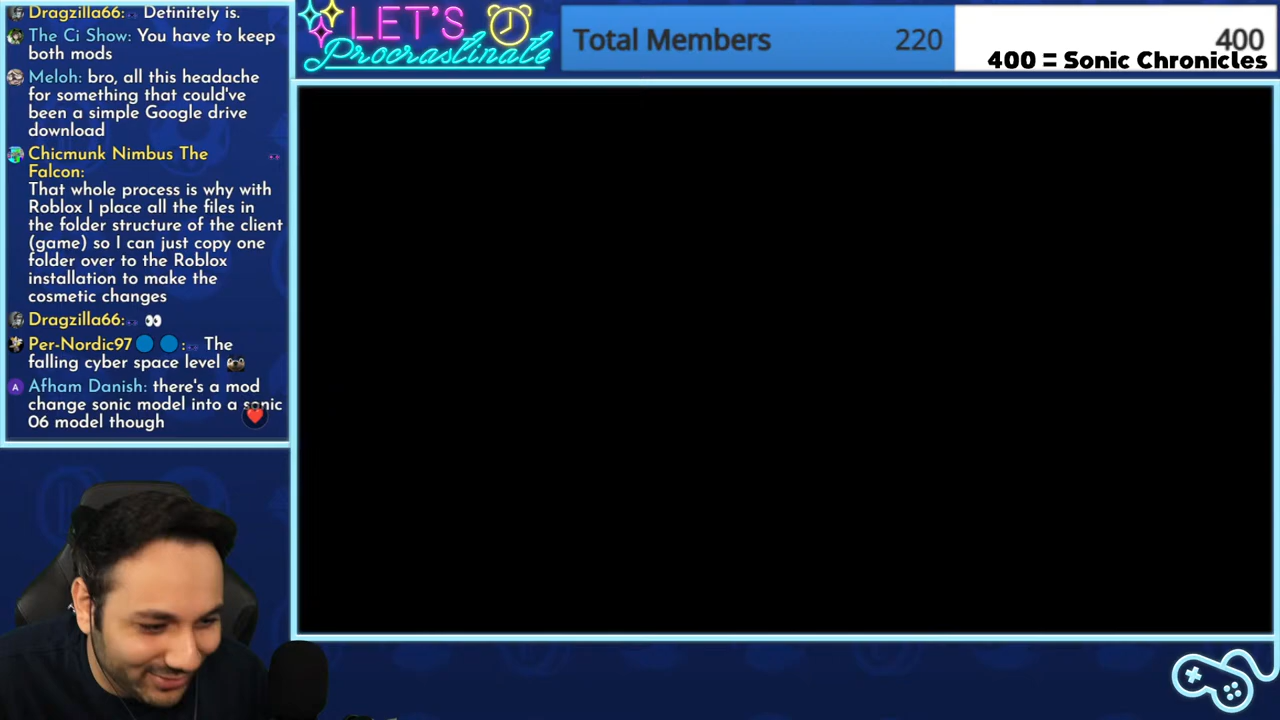 Dragzilla66: Definitely is.
The Ci Show: You have to keep
both mods
Meloh: bro, all this headache
for something that could've
been a simple Google drive
download
Chicmunk Nimbus The
Falcon:
That whole process is why with
Roblox I place all the files in
the folder structure of the client
(game) so I can just copy one
folder over to the Roblox
installation to make the
cosmetic changes
Dragzilla66: 👀
Per-Nordic97 🔵 🔵 : The
falling cyber space level
A Afham Danish: there's a mod
change sonic model into a sonic
06 model though
LET'S
Procrastinate
Total Members 220 400
400 = Sonic Chronicles